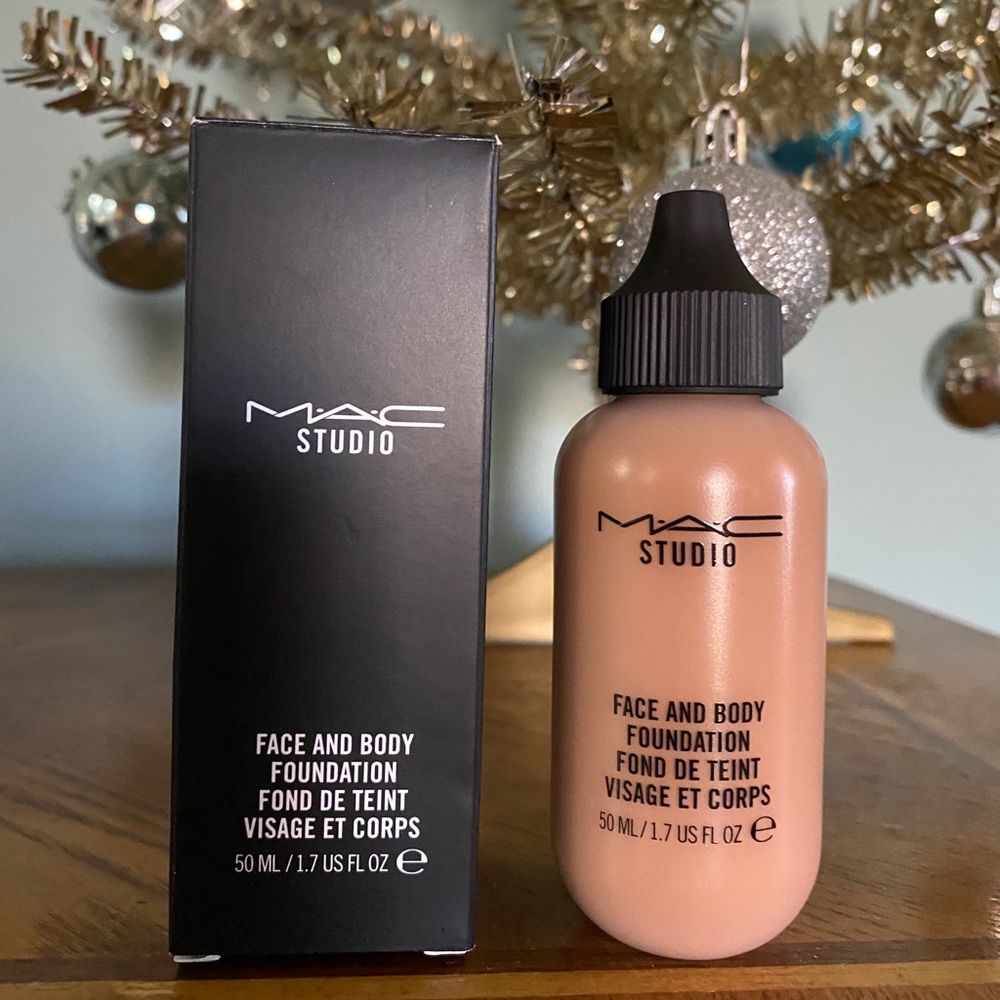 M·A·C
STUDIO
FACE AND BODY
FOUNDATION
FOND DE TEINT
VISAGE ET CORPS
50 ML / 1.7 US FL OZ ℮
M·A·C
STUDIO
FACE AND BODY
FOUNDATION
FOND DE TEINT
VISAGE ET CORPS
50 ML / 1.7 US FL OZ ℮